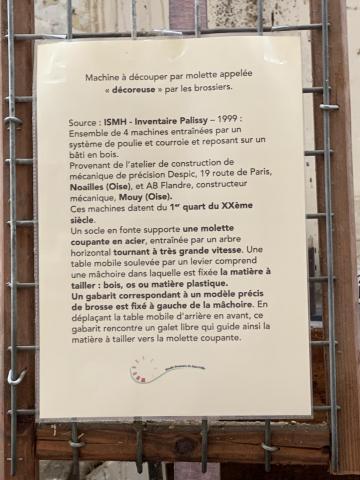 Machine à découper par molette appelée
« décoreuse » par les brossiers.
Source : ISMH - Inventaire Palissy – 1999 :
Ensemble de 4 machines entraînées par un
système de poulie et courroie et reposant sur un
bâti en bois.
Provenant de l'atelier de construction de
mécanique de précision Despic, 19 route de Paris,
Noailles (Oise), et AB Flandre, constructeur
mécanique, Mouy (Oise).
Ces machines datent du 1er quart du XXème
siècle.
Un socle en fonte supporte une molette
coupante en acier, entraînée par un arbre
horizontal tournant à très grande vitesse. Une
table mobile soulevée par un levier comprend
une mâchoire dans laquelle est fixée la matière à
tailler : bois, os ou matière plastique.
Un gabarit correspondant à un modèle précis
de brosse est fixé à gauche de la mâchoire. En
déplaçant la table mobile d'arrière en avant, ce
gabarit rencontre un galet libre qui guide ainsi la
matière à tailler vers la molette coupante.